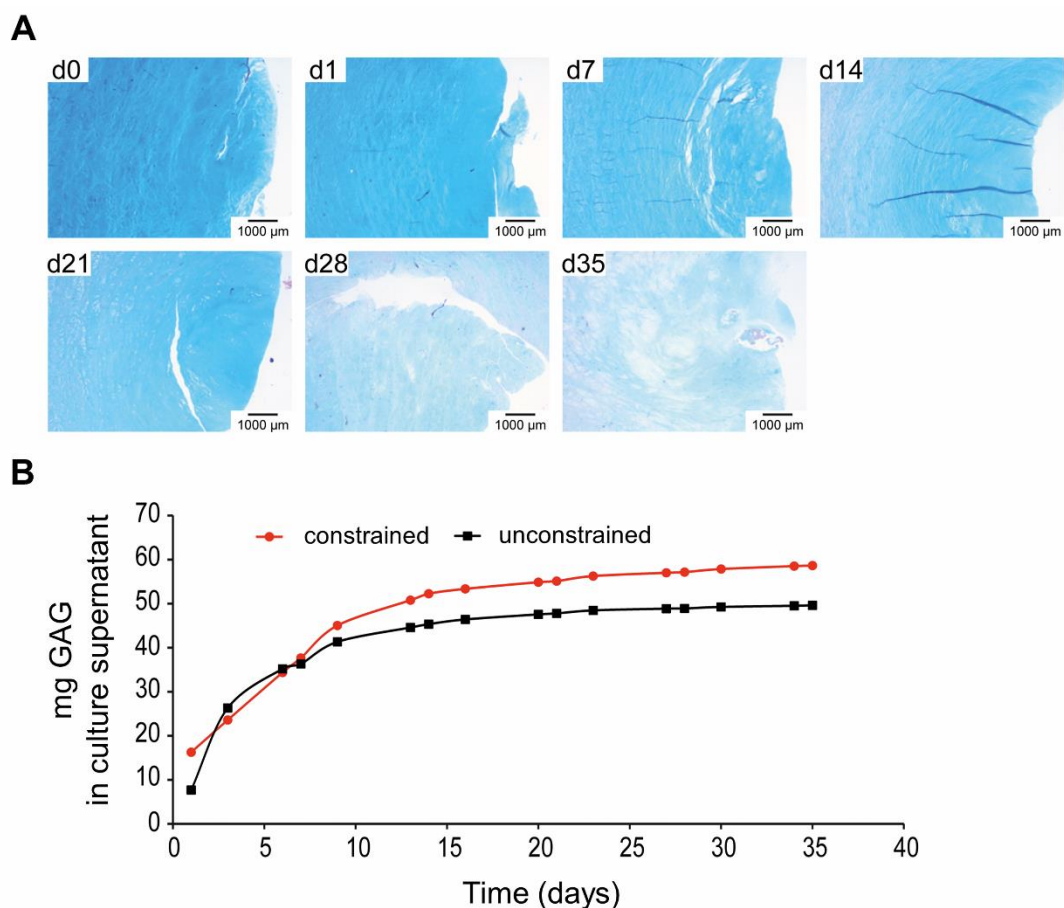 A
d0
d1
d7
d14
1000 µm
1000 µm
1000 µm
1000 µm
d21
d28
d35
1000 µm
1000 µm
1000 µm
B
mg GAG
in culture supernatant
70
60
50
40
30
20
10
0
constrained
unconstrained
0
5
10
15
20
25
30
35
40
Time (days)